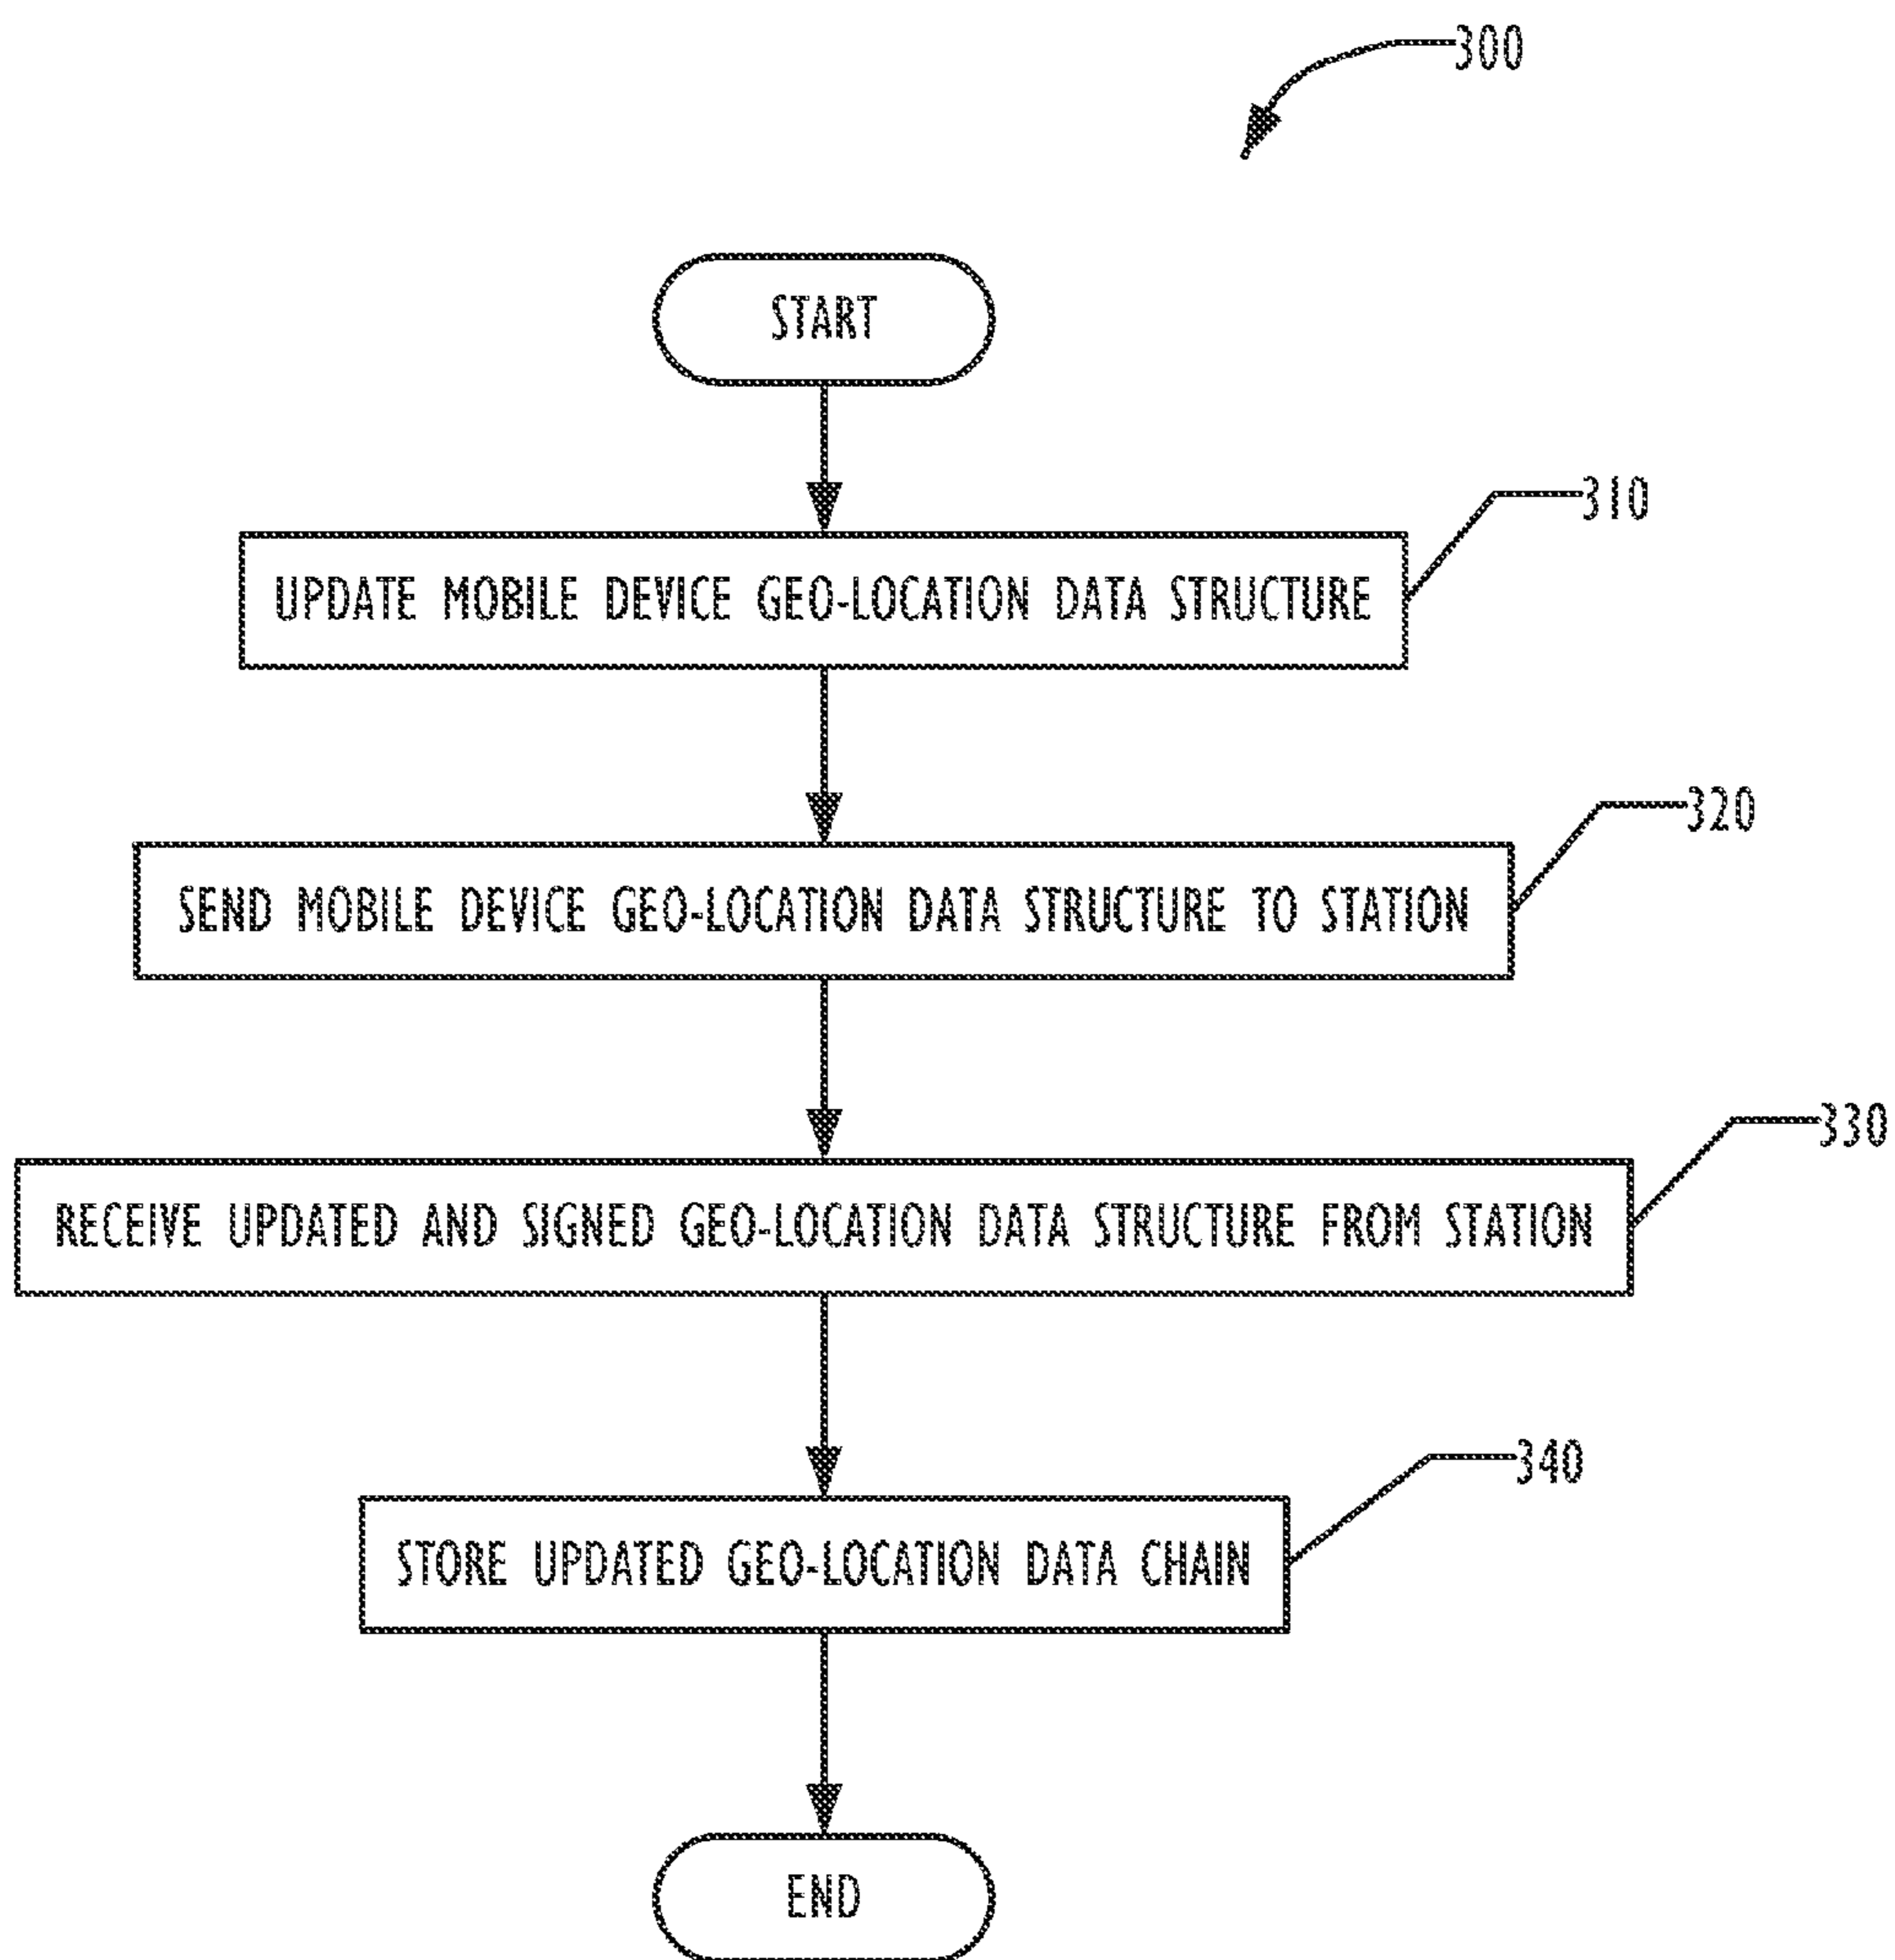 300
START
310
UPDATE MOBILE DEVICE GEO-LOCATION DATA STRUCTURE
320
SEND MOBILE DEVICE GEO-LOCATION DATA STRUCTURE TO STATION
330
RECEIVE UPDATED AND SIGNED GEO-LOCATION DATA STRUCTURE FROM STATION
340
STORE UPDATED GEO-LOCATION DATA CHAIN
END